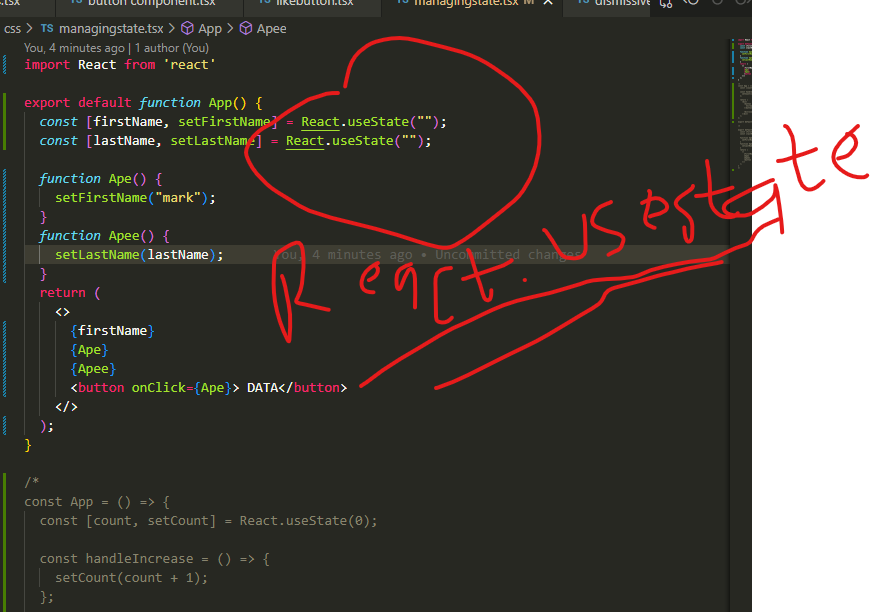 .tsx button component.tsx TS likebutton.tsx TS managingstate.tsx M TS dismissive
css > TS managingstate.tsx > App > Apee
You, 4 minutes ago | 1 author (You)
import React from 'react'
export default function App() {
const [firstName, setFirstName] = React.useState("");
const [lastName, setLastName] = React.useState("");
function Ape() {
setFirstName("mark");
}
function Apee() {
setLastName(lastName);
You, 4 minutes ago • Uncommitted changes
}
return (
<>
{firstName}
{Ape}
{Apee}
<button onClick={Ape}> DATA</button>
</>
);
}
React.usestate
/*
const App = () => {
const [count, setCount] = React.useState(0);
const handleIncrease = () => {
setCount(count + 1);
};